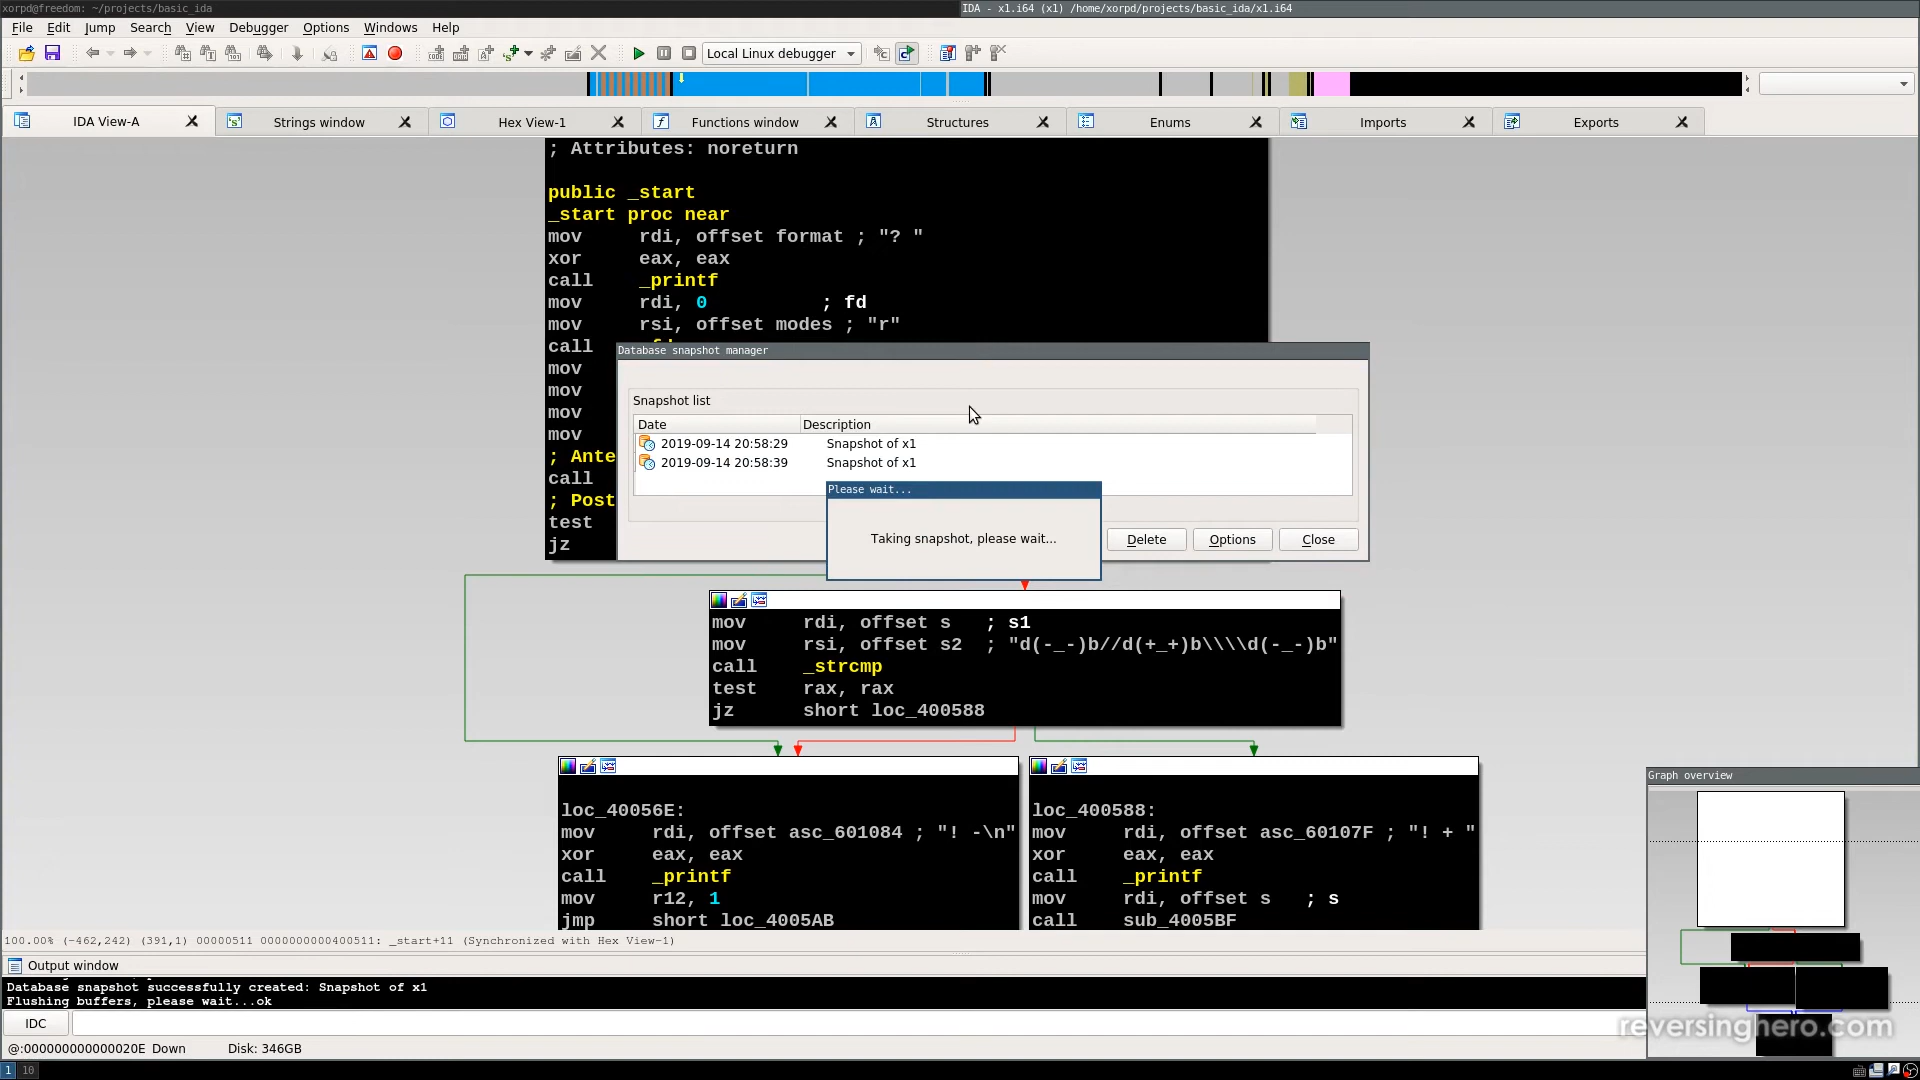 xorpd@freedom: ~/projects/basic_ida
IDA - x1.i64 (x1) /home/xorpd/projects/basic_ida/x1.i64
File Edit Jump Search View Debugger Options Windows Help
Local Linux debugger
IDA View-A Strings window Hex View-1 Functions window Structures Enums Imports Exports
; Attributes: noreturn
public _start
_start proc near
mov rdi, offset format ; "? "
xor eax, eax
call _printf
mov rdi, 0 ; fd
mov rsi, offset modes ; "r"
call
mov
mov
mov
mov
; Ante
call
; Post
test
jz
Database snapshot manager
Snapshot list
Date Description
2019-09-14 20:58:29 Snapshot of x1
2019-09-14 20:58:39 Snapshot of x1
Please wait...
Taking snapshot, please wait...
Delete Options Close
mov rdi, offset s ; s1
mov rsi, offset s2 ; "d(-_-)b//d(+_+)b\\\\d(-_-)b"
call _strcmp
test rax, rax
jz short loc_400588
loc_40056E:
mov rdi, offset asc_601084 ; "! -\n"
xor eax, eax
call _printf
mov r12, 1
jmp short loc_4005AB
loc_400588:
mov rdi, offset asc_60107F ; "! + "
xor eax, eax
call _printf
mov rdi, offset s ; s
call sub_4005BF
Graph overview
100.00% (-462,242) (391,1) 00000511 0000000000400511: _start+11 (Synchronized with Hex View-1)
Output window
Database snapshot successfully created: Snapshot of x1
Flushing buffers, please wait...ok
IDC
reversinghero.com
@:000000000000020E Down Disk: 346GB
1 10